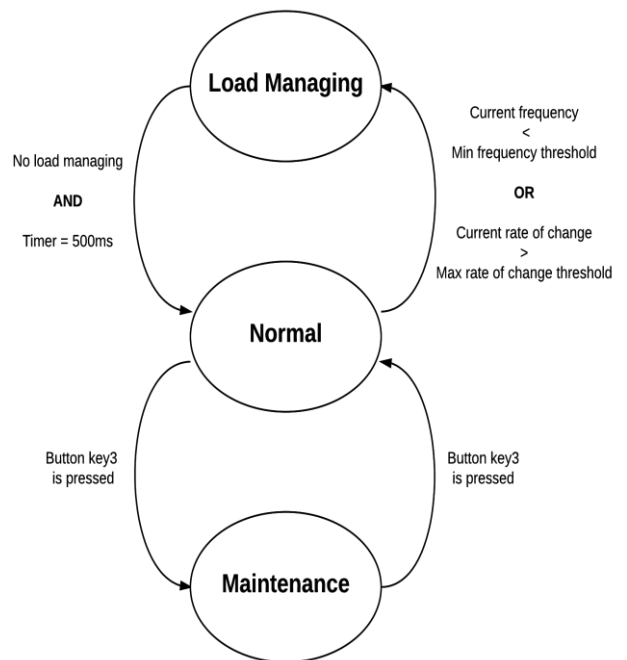 Load Managing
No load managing
AND
Timer = 500ms
Current frequency
<
Min frequency threshold
OR
Current rate of change
>
Max rate of change threshold
Normal
Button key3
is pressed
Button key3
is pressed
Maintenance